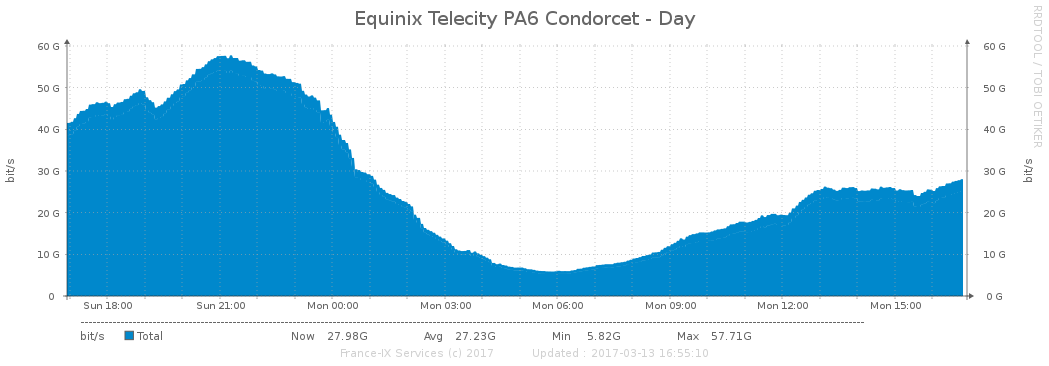 Equinix Telecity PA6 Condorcet - Day
RRDTOOL / TOBI OETIKER
60 G 60 G
50 G 50 G
40 G 40 G
30 G 30 G
20 G 20 G
10 G 10 G
0 0 G
bit/s bit/s
Sun 18:00 Sun 21:00 Mon 00:00 Mon 03:00 Mon 06:00 Mon 09:00 Mon 12:00 Mon 15:00
bit/s Total Now 27.98G Avg 27.23G Min 5.82G Max 57.71G
France-IX Services (c) 2017 Updated : 2017-03-13 16:55:10